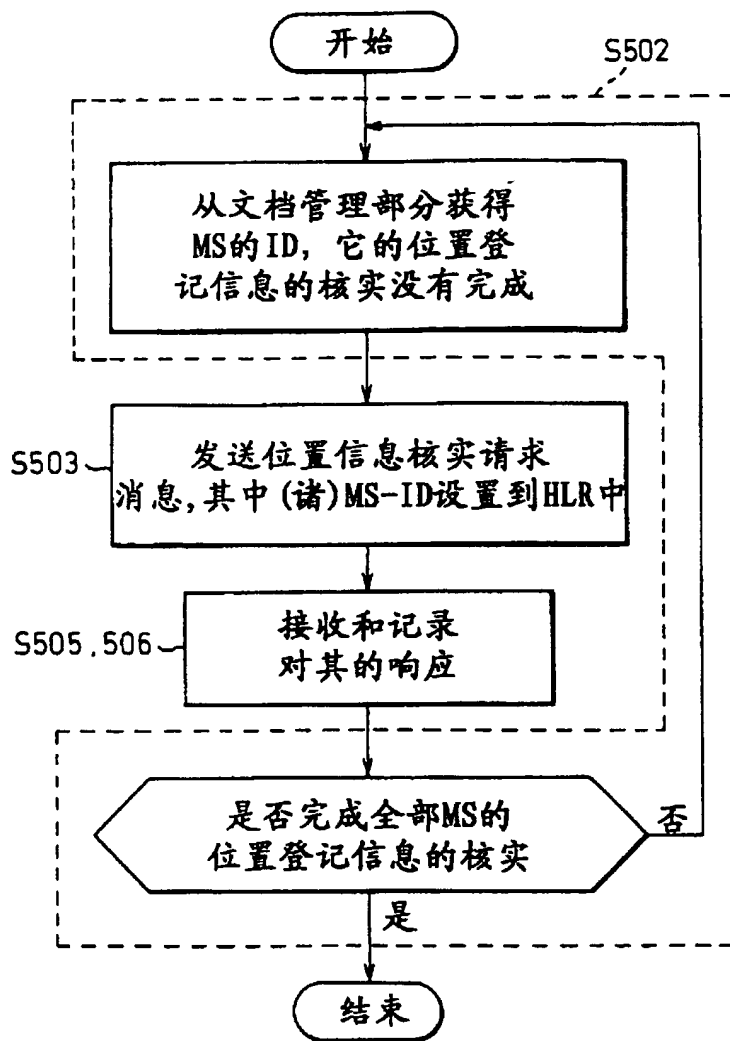 开始
S502
从文档管理部分获得
MS的ID, 它的位置登
记信息的核实没有完成
S503
发送位置信息核实请求
消息,其中(诸)MS-ID设置到HLR中
S505,506
接收和记录
对其的响应
是否完成全部MS的
位置登记信息的核实
否
是
结束